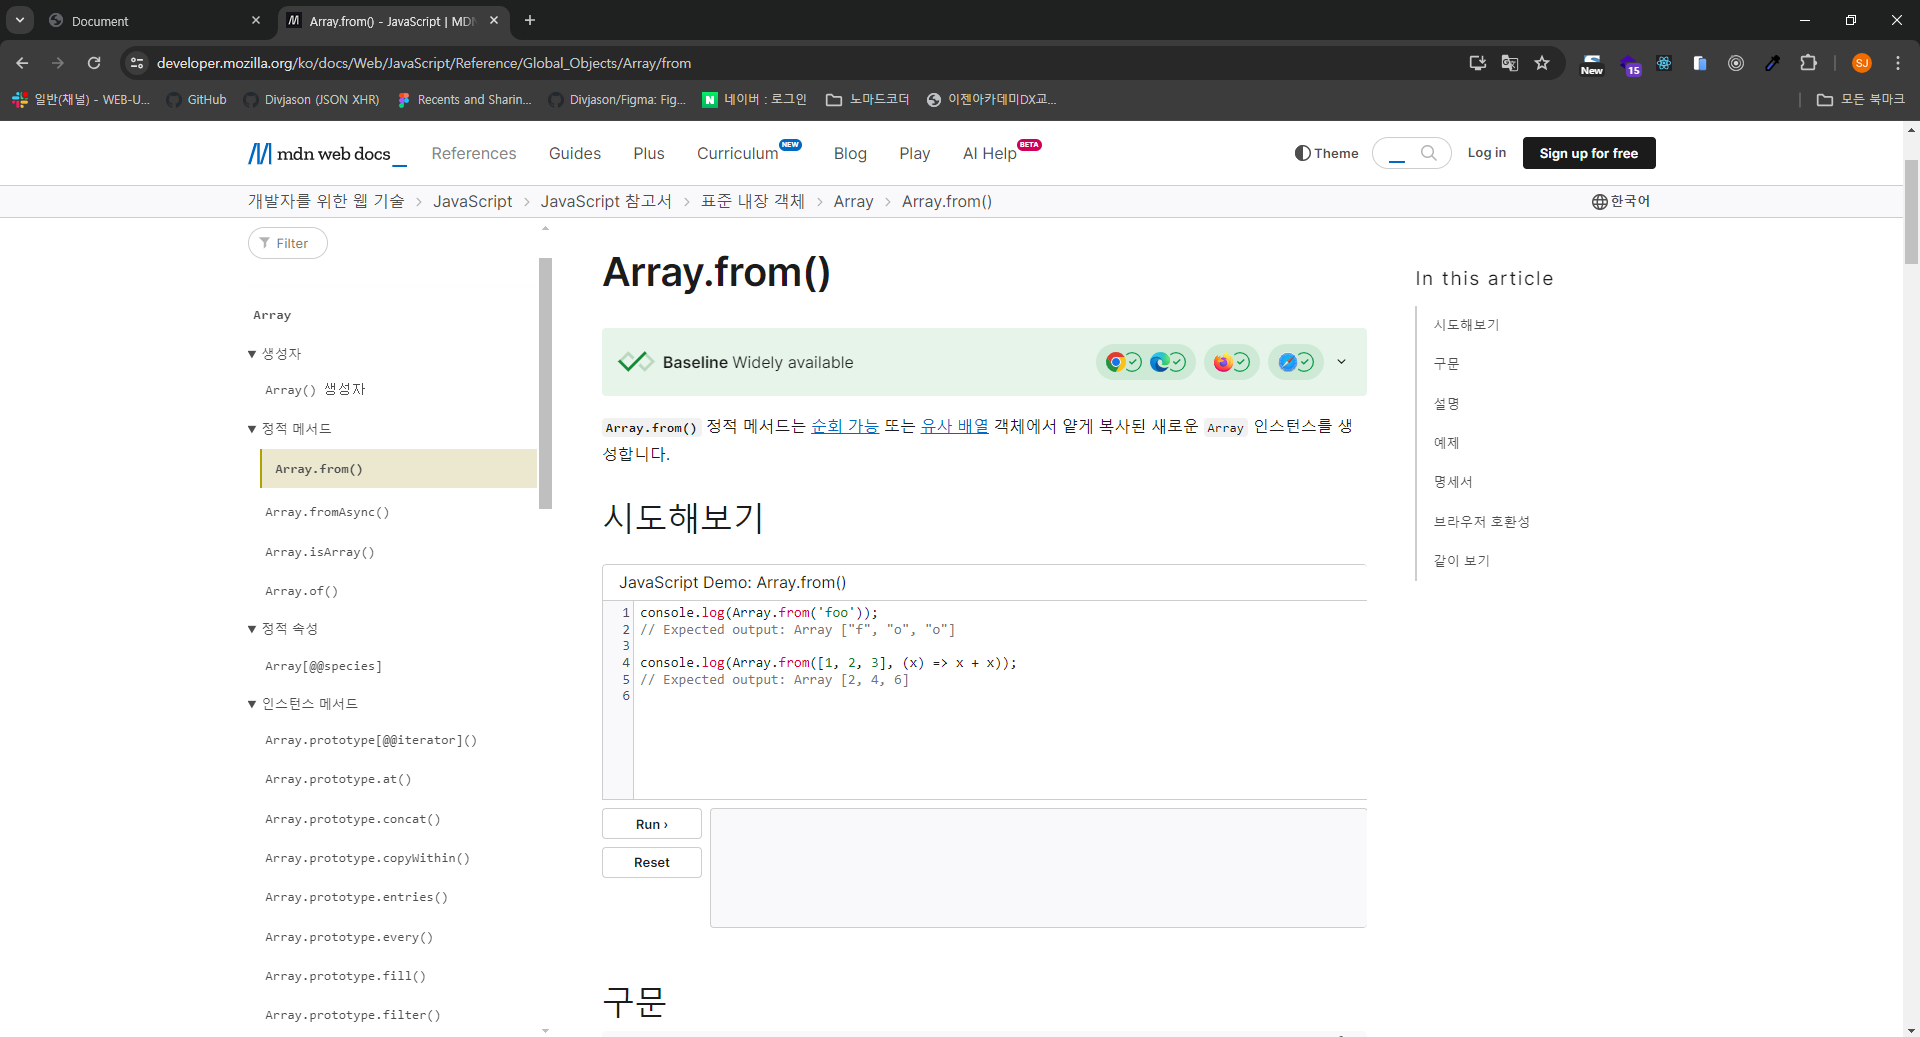 Document
Array.from() - JavaScript | MDN
developer.mozilla.org/ko/docs/Web/JavaScript/Reference/Global_Objects/Array/from
New
15
SJ
일반(채널) - WEB-U...
GitHub
Divjason (JSON XHR)
Recents and Sharin...
Divjason/Figma: Fig...
네이버 : 로그인
노마드코더
이젠아카데미DX교...
모든 북마크
mdn web docs_
References
Guides
Plus
Curriculum NEW
Blog
Play
AI Help BETA
Theme
Log in
Sign up for free
개발자를 위한 웹 기술 > JavaScript > JavaScript 참고서 > 표준 내장 객체 > Array > Array.from()
한국어
Filter
Array
▼ 생성자
Array() 생성자
▼ 정적 메서드
Array.from()
Array.fromAsync()
Array.isArray()
Array.of()
▼ 정적 속성
Array[@@species]
▼ 인스턴스 메서드
Array.prototype[@@iterator]()
Array.prototype.at()
Array.prototype.concat()
Array.prototype.copyWithin()
Array.prototype.entries()
Array.prototype.every()
Array.prototype.fill()
Array.prototype.filter()
Array.from()
Baseline Widely available
Array.from() 정적 메서드는 순회 가능 또는 유사 배열 객체에서 얕게 복사된 새로운 Array 인스턴스를 생
성합니다.
시도해보기
JavaScript Demo: Array.from()
1 console.log(Array.from('foo'));
2 // Expected output: Array ["f", "o", "o"]
3
4 console.log(Array.from([1, 2, 3], (x) => x + x));
5 // Expected output: Array [2, 4, 6]
6
Run ›
Reset
구문
In this article
시도해보기
구문
설명
예제
명세서
브라우저 호환성
같이 보기